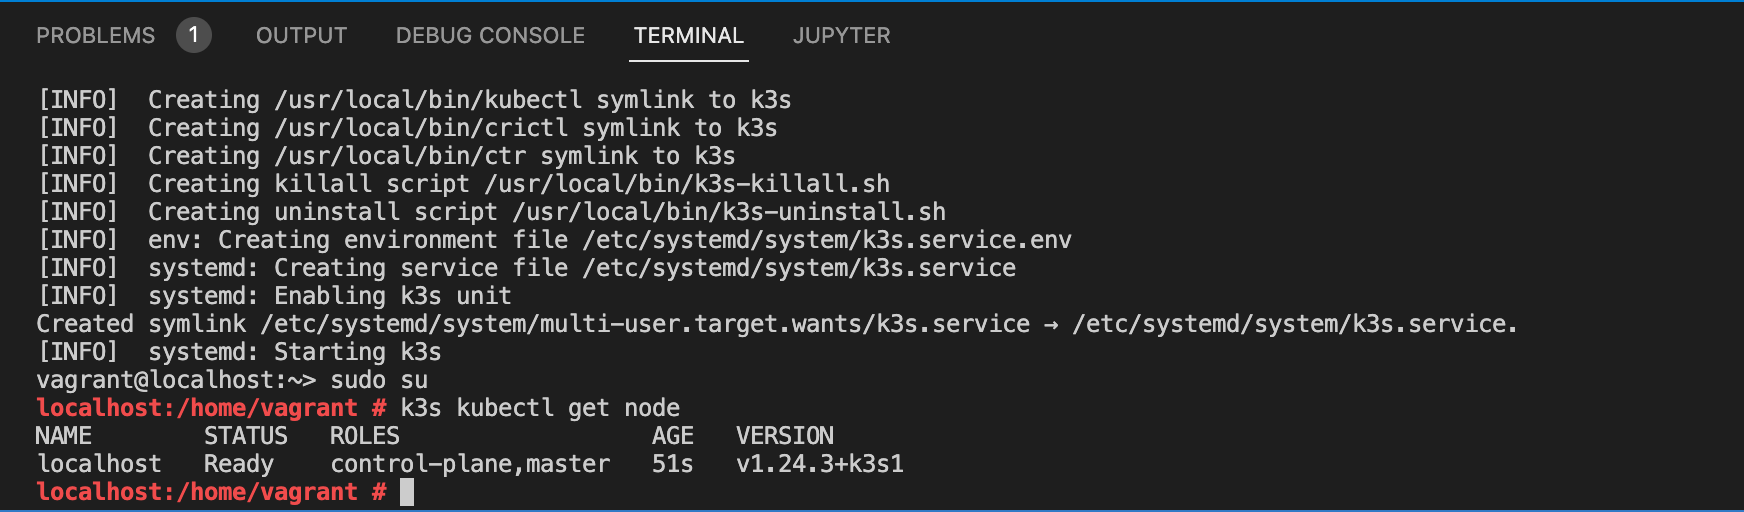 PROBLEMS 1 OUTPUT DEBUG CONSOLE TERMINAL JUPYTER
[INFO]  Creating /usr/local/bin/kubectl symlink to k3s
[INFO]  Creating /usr/local/bin/crictl symlink to k3s
[INFO]  Creating /usr/local/bin/ctr symlink to k3s
[INFO]  Creating killall script /usr/local/bin/k3s-killall.sh
[INFO]  Creating uninstall script /usr/local/bin/k3s-uninstall.sh
[INFO]  env: Creating environment file /etc/systemd/system/k3s.service.env
[INFO]  systemd: Creating service file /etc/systemd/system/k3s.service
[INFO]  systemd: Enabling k3s unit
Created symlink /etc/systemd/system/multi-user.target.wants/k3s.service → /etc/systemd/system/k3s.service.
[INFO]  systemd: Starting k3s
vagrant@localhost:~> sudo su
localhost:/home/vagrant # k3s kubectl get node
NAME        STATUS   ROLES                  AGE   VERSION
localhost   Ready    control-plane,master   51s   v1.24.3+k3s1
localhost:/home/vagrant #